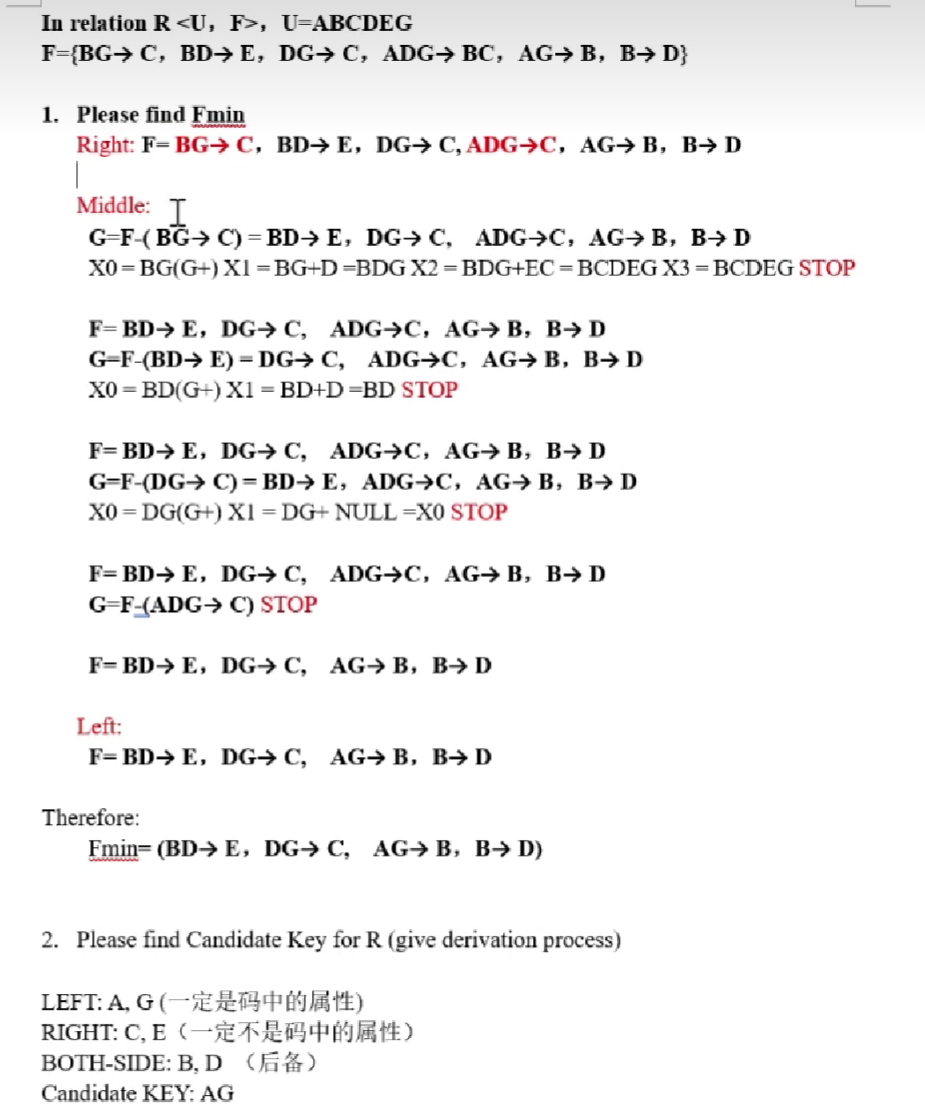 In relation R <U, F>, U=ABCDEG
F={BG→ C, BD→ E, DG→ C, ADG→ BC, AG→ B, B→ D}
1. Please find Fmin
Right: F= BG→ C, BD→ E, DG→ C, ADG→C, AG→ B, B→ D
Middle:
G=F-( BG→ C) = BD→ E, DG→ C, ADG→C, AG→ B, B→ D
X0 = BG(G+) X1 = BG+D =BDG X2 = BDG+EC = BCDEG X3 = BCDEG STOP
F= BD→ E, DG→ C, ADG→C, AG→ B, B→ D
G=F-(BD→ E) = DG→ C, ADG→C, AG→ B, B→ D
X0 = BD(G+) X1 = BD+D =BD STOP
F= BD→ E, DG→ C, ADG→C, AG→ B, B→ D
G=F-(DG→ C) = BD→ E, ADG→C, AG→ B, B→ D
X0 = DG(G+) X1 = DG+ NULL =X0 STOP
F= BD→ E, DG→ C, ADG→C, AG→ B, B→ D
G=F-(ADG→ C) STOP
F= BD→ E, DG→ C, AG→ B, B→ D
Left:
F= BD→ E, DG→ C, AG→ B, B→ D
Therefore:
Fmin= (BD→ E, DG→ C, AG→ B, B→ D)
2. Please find Candidate Key for R (give derivation process)
LEFT: A, G (一定是码中的属性)
RIGHT: C, E（一定不是码中的属性）
BOTH-SIDE: B, D （后备）
Candidate KEY: AG